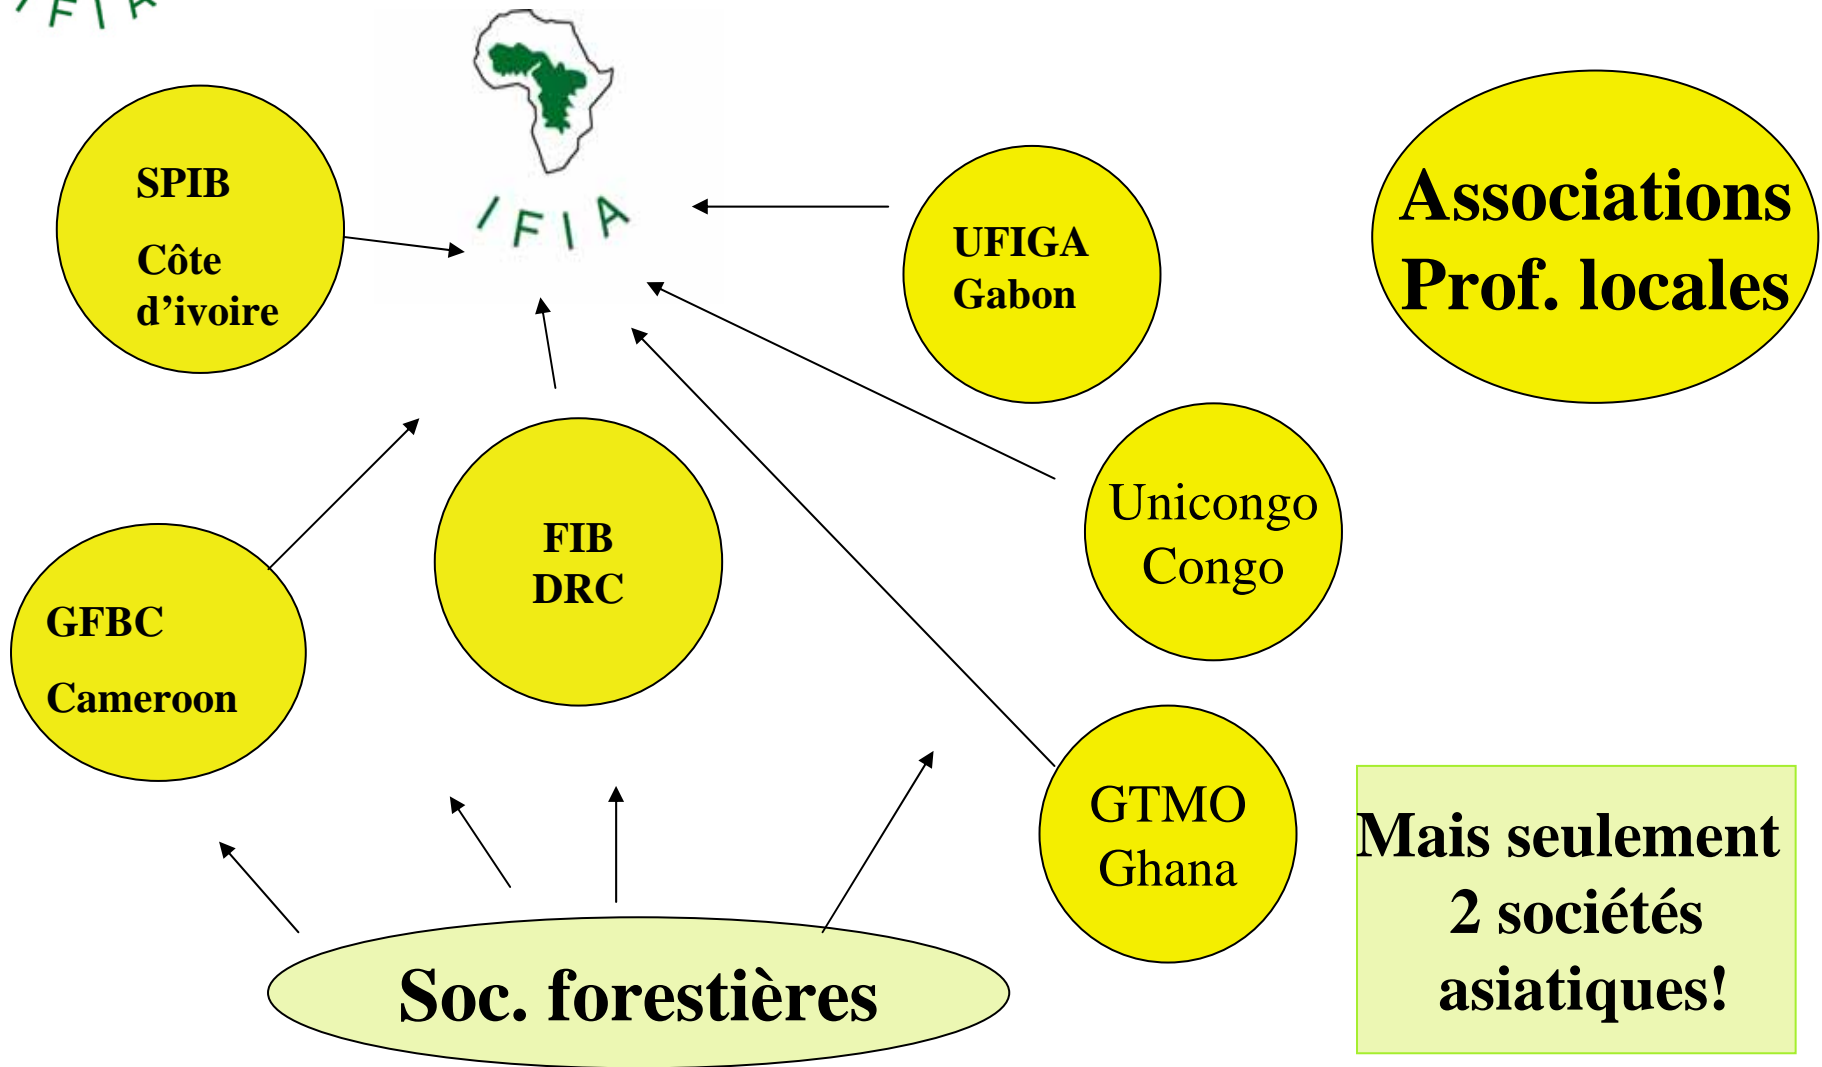 IFIA
IFIA
SPIB
Côte
d’ivoire
UFIGA
Gabon
Associations
Prof. locales
FIB
DRC
Unicongo
Congo
GFBC
Cameroon
GTMO
Ghana
Mais seulement
2 sociétés
asiatiques!
Soc. forestières